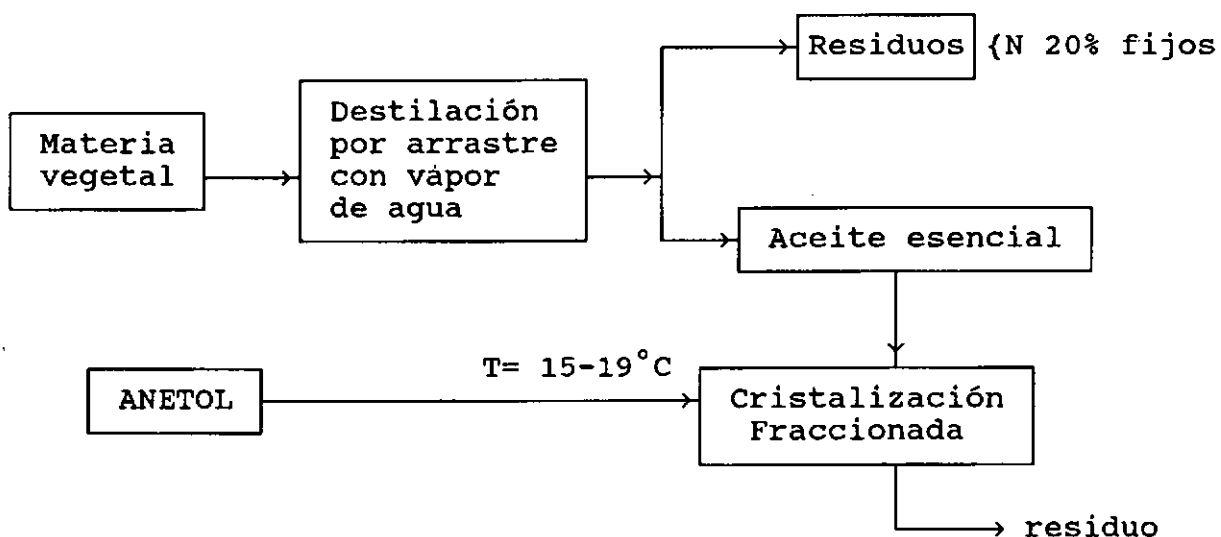 Materia
vegetal
Destilación
por arrastre
con vápor
de agua
Residuos {N 20% fijos
Aceite esencial
T= 15-19°C
ANETOL
Cristalización
Fraccionada
residuo